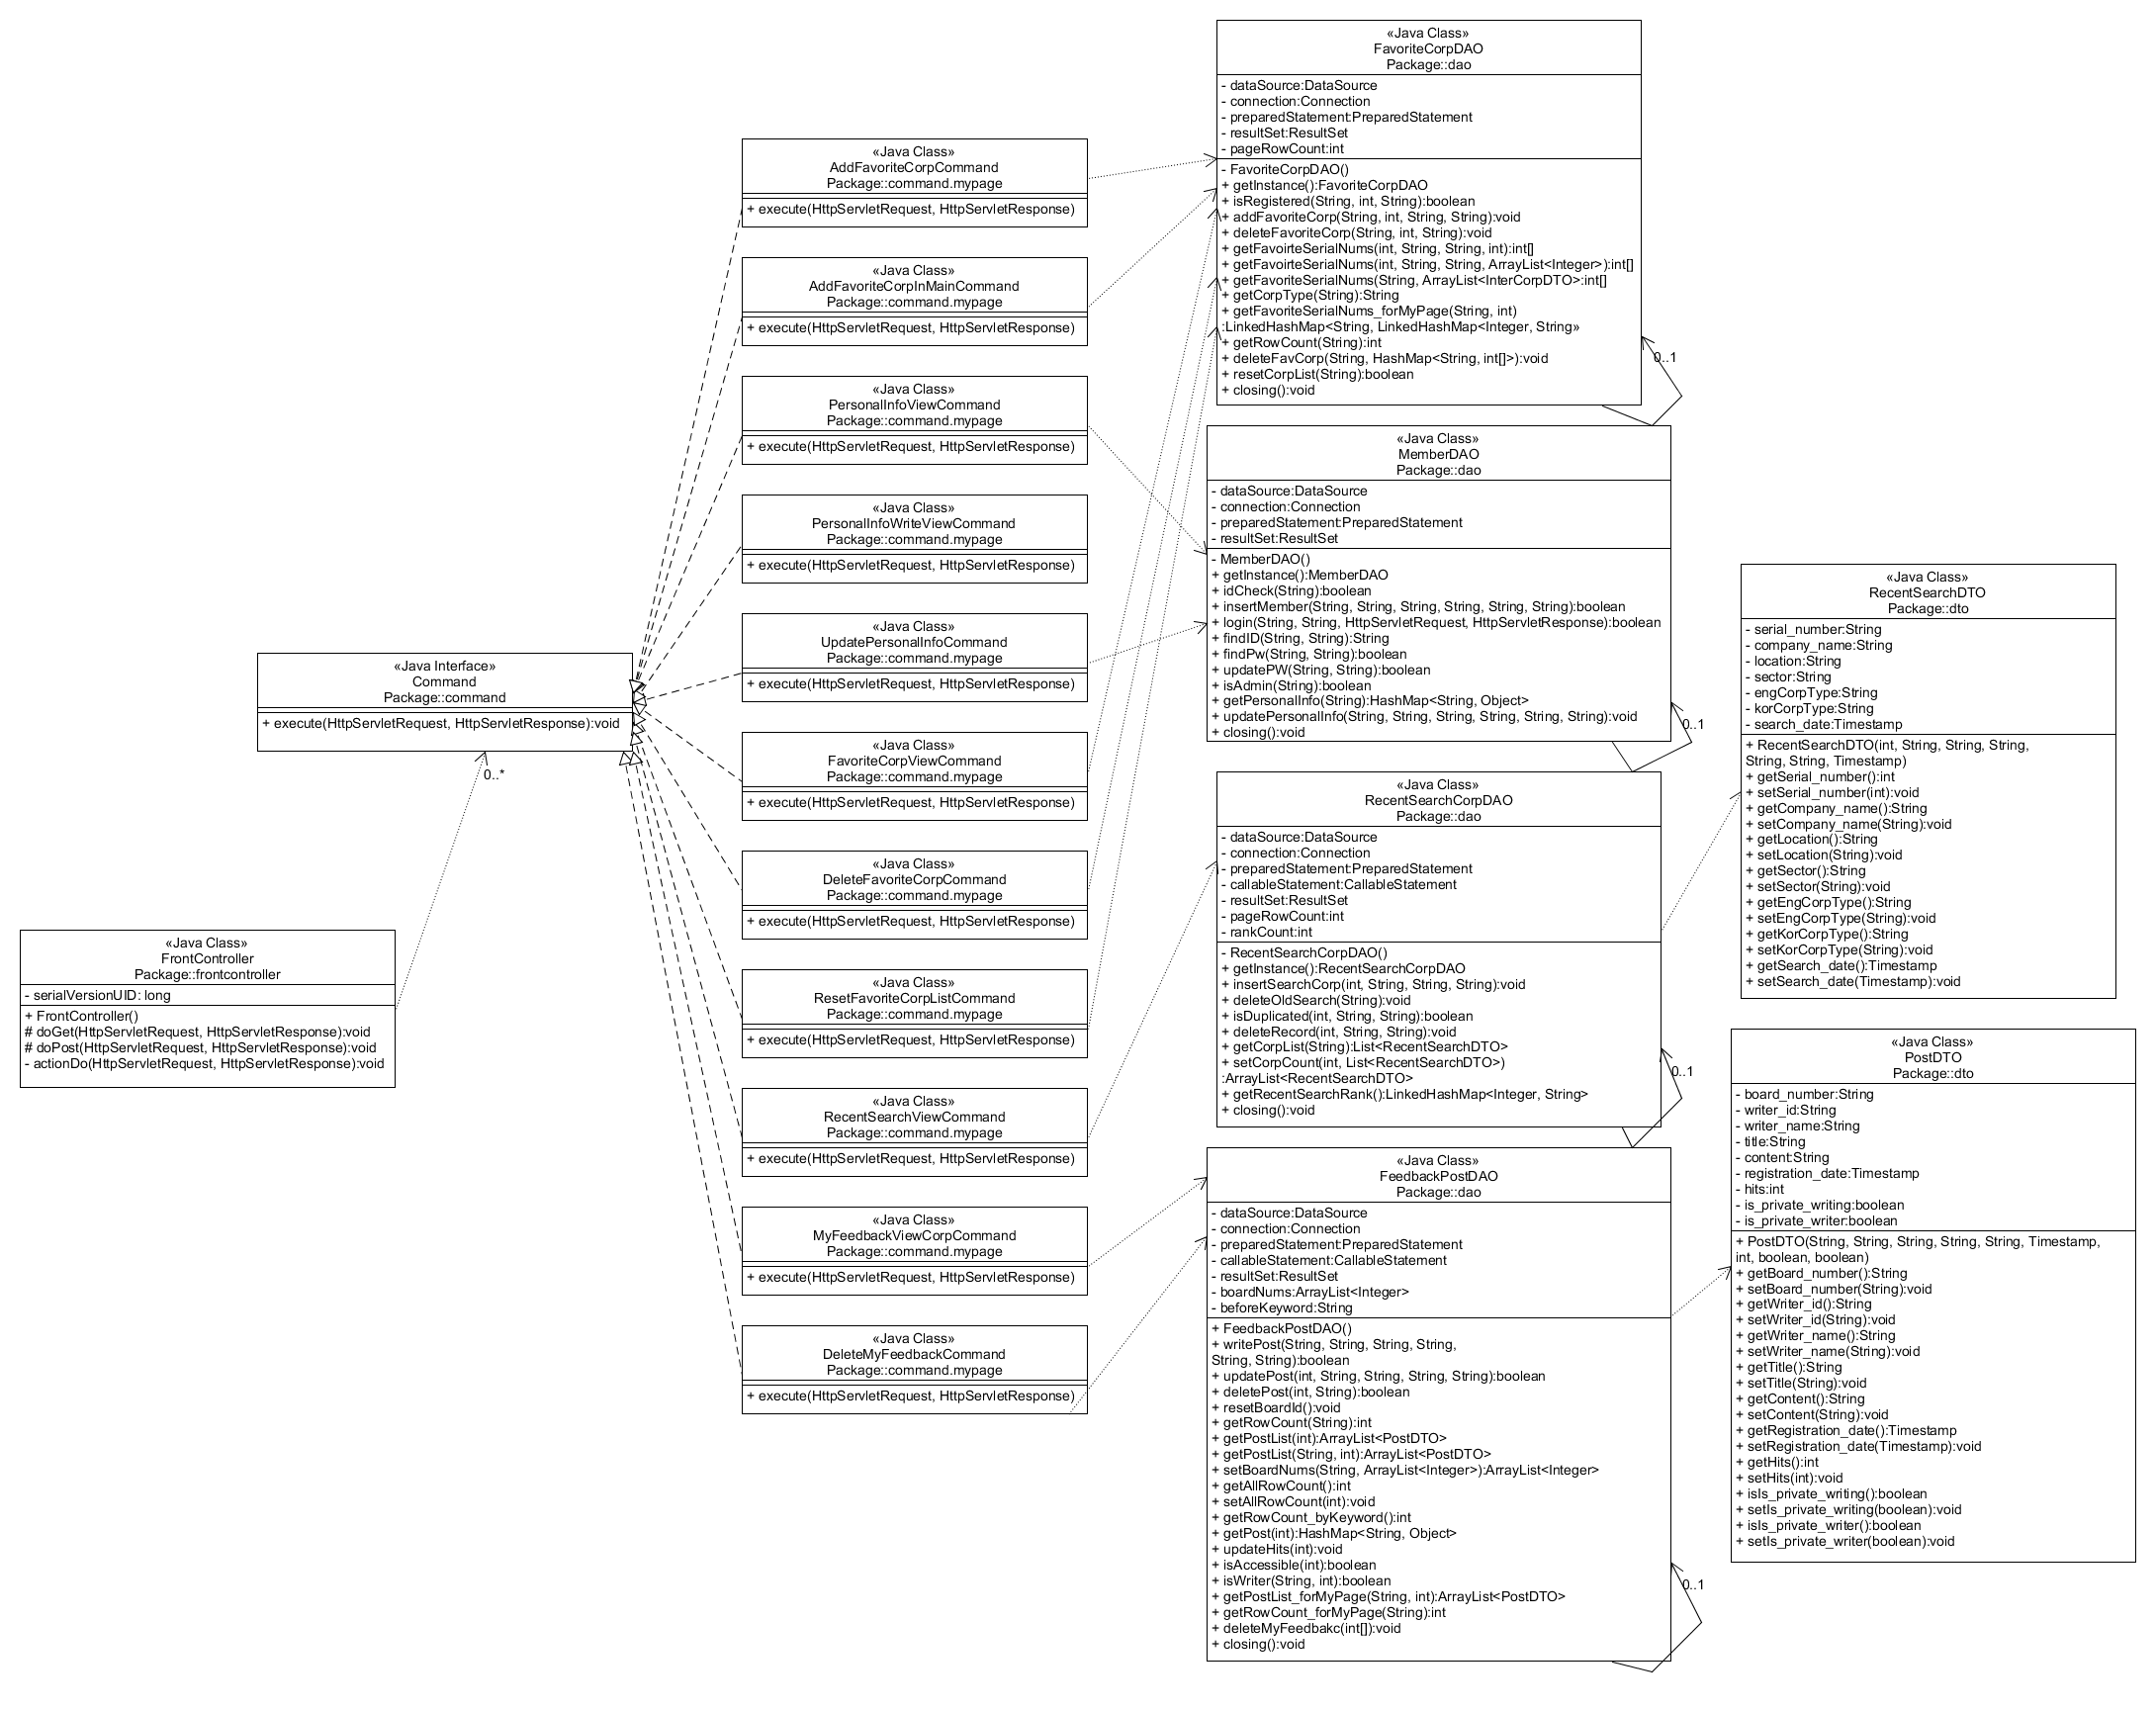 «Java Class»
FavoriteCorpDAO
Package::dao
- dataSource:DataSource
- connection:Connection
- preparedStatement:PreparedStatement
- resultSet:ResultSet
- pageRowCount:int
- FavoriteCorpDAO()
+ getInstance():FavoriteCorpDAO
+ isRegistered(String, int, String):boolean
+ addFavoriteCorp(String, int, String, String):void
+ deleteFavoriteCorp(String, int, String):void
+ getFavoirteSerialNums(int, String, String, int):int[]
+ getFavoirteSerialNums(int, String, String, ArrayList<Integer>):int[]
+ getFavoriteSerialNums(String, ArrayList<InterCorpDTO>:int[]
+ getCorpType(String):String
+ getFavoriteSerialNums_forMyPage(String, int)
:LinkedHashMap<String, LinkedHashMap<Integer, String»
+ getRowCount(String):int
+ deleteFavCorp(String, HashMap<String, int[]>):void
+ resetCorpList(String):boolean
+ closing():void
0..1
«Java Class»
AddFavoriteCorpCommand
Package::command.mypage
+ execute(HttpServletRequest, HttpServletResponse)
«Java Class»
AddFavoriteCorpInMainCommand
Package::command.mypage
+ execute(HttpServletRequest, HttpServletResponse)
«Java Class»
PersonalInfoViewCommand
Package::command.mypage
+ execute(HttpServletRequest, HttpServletResponse)
«Java Class»
PersonalInfoWriteViewCommand
Package::command.mypage
+ execute(HttpServletRequest, HttpServletResponse)
«Java Class»
UpdatePersonalInfoCommand
Package::command.mypage
+ execute(HttpServletRequest, HttpServletResponse)
«Java Class»
FavoriteCorpViewCommand
Package::command.mypage
+ execute(HttpServletRequest, HttpServletResponse)
«Java Class»
DeleteFavoriteCorpCommand
Package::command.mypage
+ execute(HttpServletRequest, HttpServletResponse)
«Java Class»
ResetFavoriteCorpListCommand
Package::command.mypage
+ execute(HttpServletRequest, HttpServletResponse)
«Java Class»
RecentSearchViewCommand
Package::command.mypage
+ execute(HttpServletRequest, HttpServletResponse)
«Java Class»
MyFeedbackViewCorpCommand
Package::command.mypage
+ execute(HttpServletRequest, HttpServletResponse)
«Java Class»
DeleteMyFeedbackCommand
Package::command.mypage
+ execute(HttpServletRequest, HttpServletResponse)
«Java Interface»
Command
Package::command
+ execute(HttpServletRequest, HttpServletResponse):void
0..*
«Java Class»
FrontController
Package::frontcontroller
- serialVersionUID: long
+ FrontController()
# doGet(HttpServletRequest, HttpServletResponse):void
# doPost(HttpServletRequest, HttpServletResponse):void
- actionDo(HttpServletRequest, HttpServletResponse):void
«Java Class»
MemberDAO
Package::dao
- dataSource:DataSource
- connection:Connection
- preparedStatement:PreparedStatement
- resultSet:ResultSet
- MemberDAO()
+ getInstance():MemberDAO
+ idCheck(String):boolean
+ insertMember(String, String, String, String, String, String):boolean
+ login(String, String, HttpServletRequest, HttpServletResponse):boolean
+ findID(String, String):String
+ findPw(String, String):boolean
+ updatePW(String, String):boolean
+ isAdmin(String):boolean
+ getPersonalInfo(String):HashMap<String, Object>
+ updatePersonalInfo(String, String, String, String, String, String):void
+ closing():void
0..1
«Java Class»
RecentSearchCorpDAO
Package::dao
- dataSource:DataSource
- connection:Connection
- preparedStatement:PreparedStatement
- callableStatement:CallableStatement
- resultSet:ResultSet
- pageRowCount:int
- rankCount:int
- RecentSearchCorpDAO()
+ getInstance():RecentSearchCorpDAO
+ insertSearchCorp(int, String, String, String):void
+ deleteOldSearch(String):void
+ isDuplicated(int, String, String):boolean
+ deleteRecord(int, String, String):void
+ getCorpList(String):List<RecentSearchDTO>
+ setCorpCount(int, List<RecentSearchDTO>)
:ArrayList<RecentSearchDTO>
+ getRecentSearchRank():LinkedHashMap<Integer, String>
+ closing():void
0..1
«Java Class»
FeedbackPostDAO
Package::dao
- dataSource:DataSource
- connection:Connection
- preparedStatement:PreparedStatement
- callableStatement:CallableStatement
- resultSet:ResultSet
- boardNums:ArrayList<Integer>
- beforeKeyword:String
+ FeedbackPostDAO()
+ writePost(String, String, String, String,
String, String):boolean
+ updatePost(int, String, String, String, String):boolean
+ deletePost(int, String):boolean
+ resetBoardId():void
+ getRowCount(String):int
+ getPostList(int):ArrayList<PostDTO>
+ getPostList(String, int):ArrayList<PostDTO>
+ setBoardNums(String, ArrayList<Integer>):ArrayList<Integer>
+ getAllRowCount():int
+ setAllRowCount(int):void
+ getRowCount_byKeyword():int
+ getPost(int):HashMap<String, Object>
+ updateHits(int):void
+ isAccessible(int):boolean
+ isWriter(String, int):boolean
+ getPostList_forMyPage(String, int):ArrayList<PostDTO>
+ getRowCount_forMyPage(String):int
+ deleteMyFeedbakc(int[]):void
+ closing():void
0..1
«Java Class»
RecentSearchDTO
Package::dto
- serial_number:String
- company_name:String
- location:String
- sector:String
- engCorpType:String
- korCorpType:String
- search_date:Timestamp
+ RecentSearchDTO(int, String, String, String,
String, String, Timestamp)
+ getSerial_number():int
+ setSerial_number(int):void
+ getCompany_name():String
+ setCompany_name(String):void
+ getLocation():String
+ setLocation(String):void
+ getSector():String
+ setSector(String):void
+ getEngCorpType():String
+ setEngCorpType(String):void
+ getKorCorpType():String
+ setKorCorpType(String):void
+ getSearch_date():Timestamp
+ setSearch_date(Timestamp):void
«Java Class»
PostDTO
Package::dto
- board_number:String
- writer_id:String
- writer_name:String
- title:String
- content:String
- registration_date:Timestamp
- hits:int
- is_private_writing:boolean
- is_private_writer:boolean
+ PostDTO(String, String, String, String, String, Timestamp,
int, boolean, boolean)
+ getBoard_number():String
+ setBoard_number(String):void
+ getWriter_id():String
+ setWriter_id(String):void
+ getWriter_name():String
+ setWriter_name(String):void
+ getTitle():String
+ setTitle(String):void
+ getContent():String
+ setContent(String):void
+ getRegistration_date():Timestamp
+ setRegistration_date(Timestamp):void
+ getHits():int
+ setHits(int):void
+ isIs_private_writing():boolean
+ setIs_private_writing(boolean):void
+ isIs_private_writer():boolean
+ setIs_private_writer(boolean):void